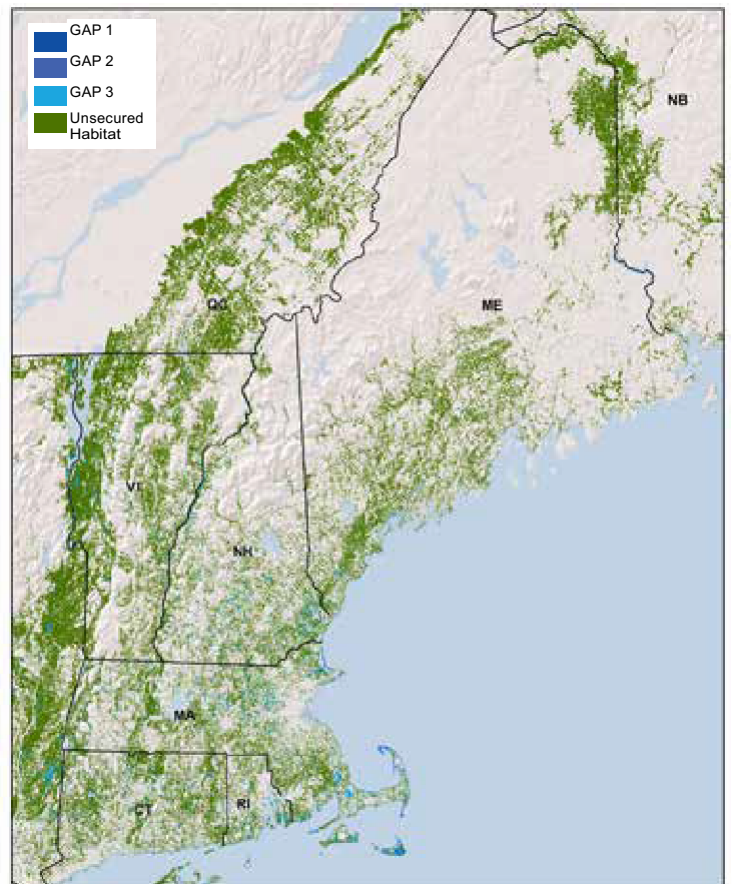 GAP 1
GAP 2
GAP 3
Unsecured
Habitat
NB
QC
ME
VT
NH
MA
CT
RI